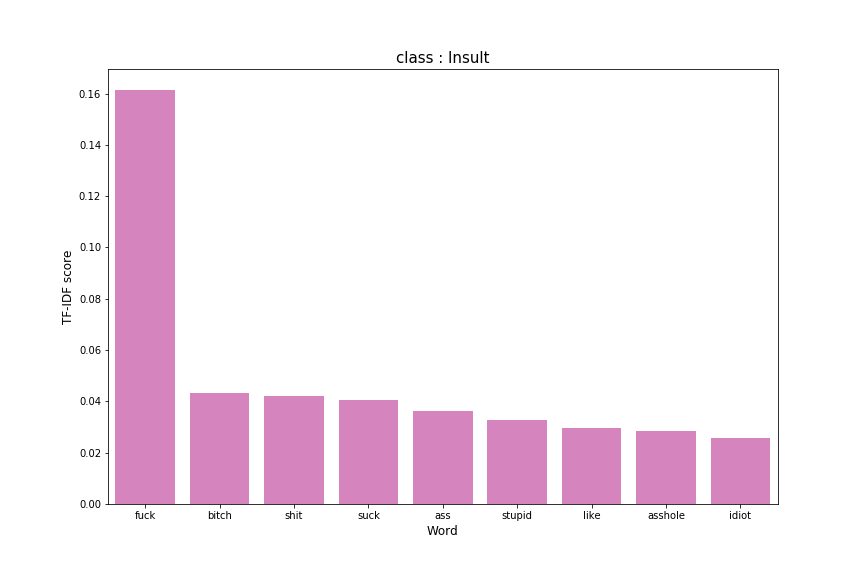 class : Insult
TF-IDF score
0.16
0.14
0.12
0.10
0.08
0.06
0.04
0.02
0.00
fuck bitch shit suck ass stupid like asshole idiot
Word